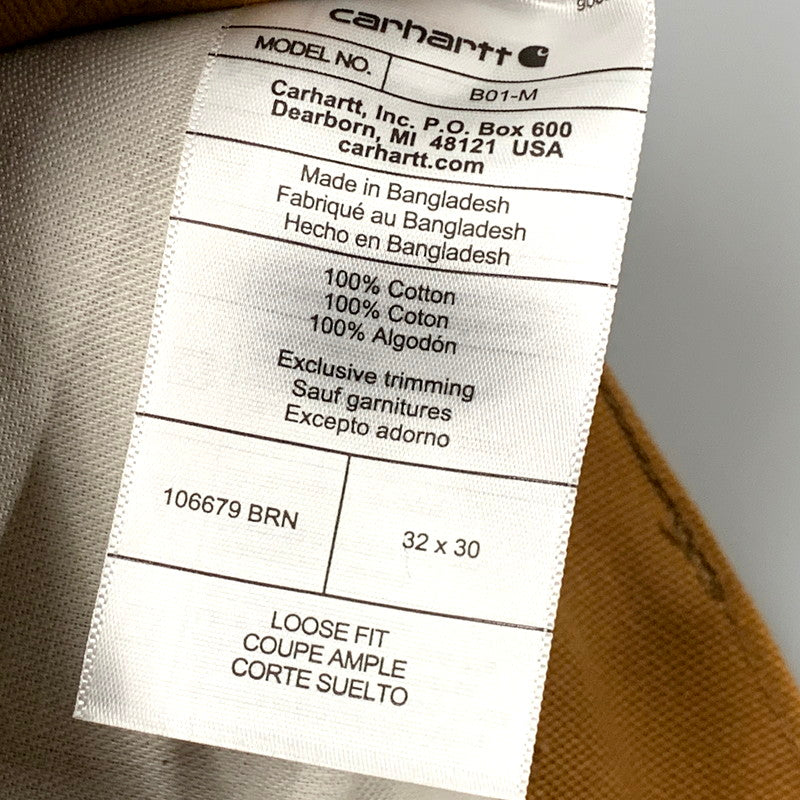 carhartt
MODEL NO.
B01-M
Carhartt, Inc. P.O. Box 600
Dearborn, MI 48121 USA
carhartt.com
Made in Bangladesh
Fabriqué au Bangladesh
Hecho en Bangladesh
100% Cotton
100% Coton
100% Algodón
Exclusive trimming
Sauf garnitures
Excepto adorno
106679 BRN
32 x 30
LOOSE FIT
COUPE AMPLE
CORTE SUELTO